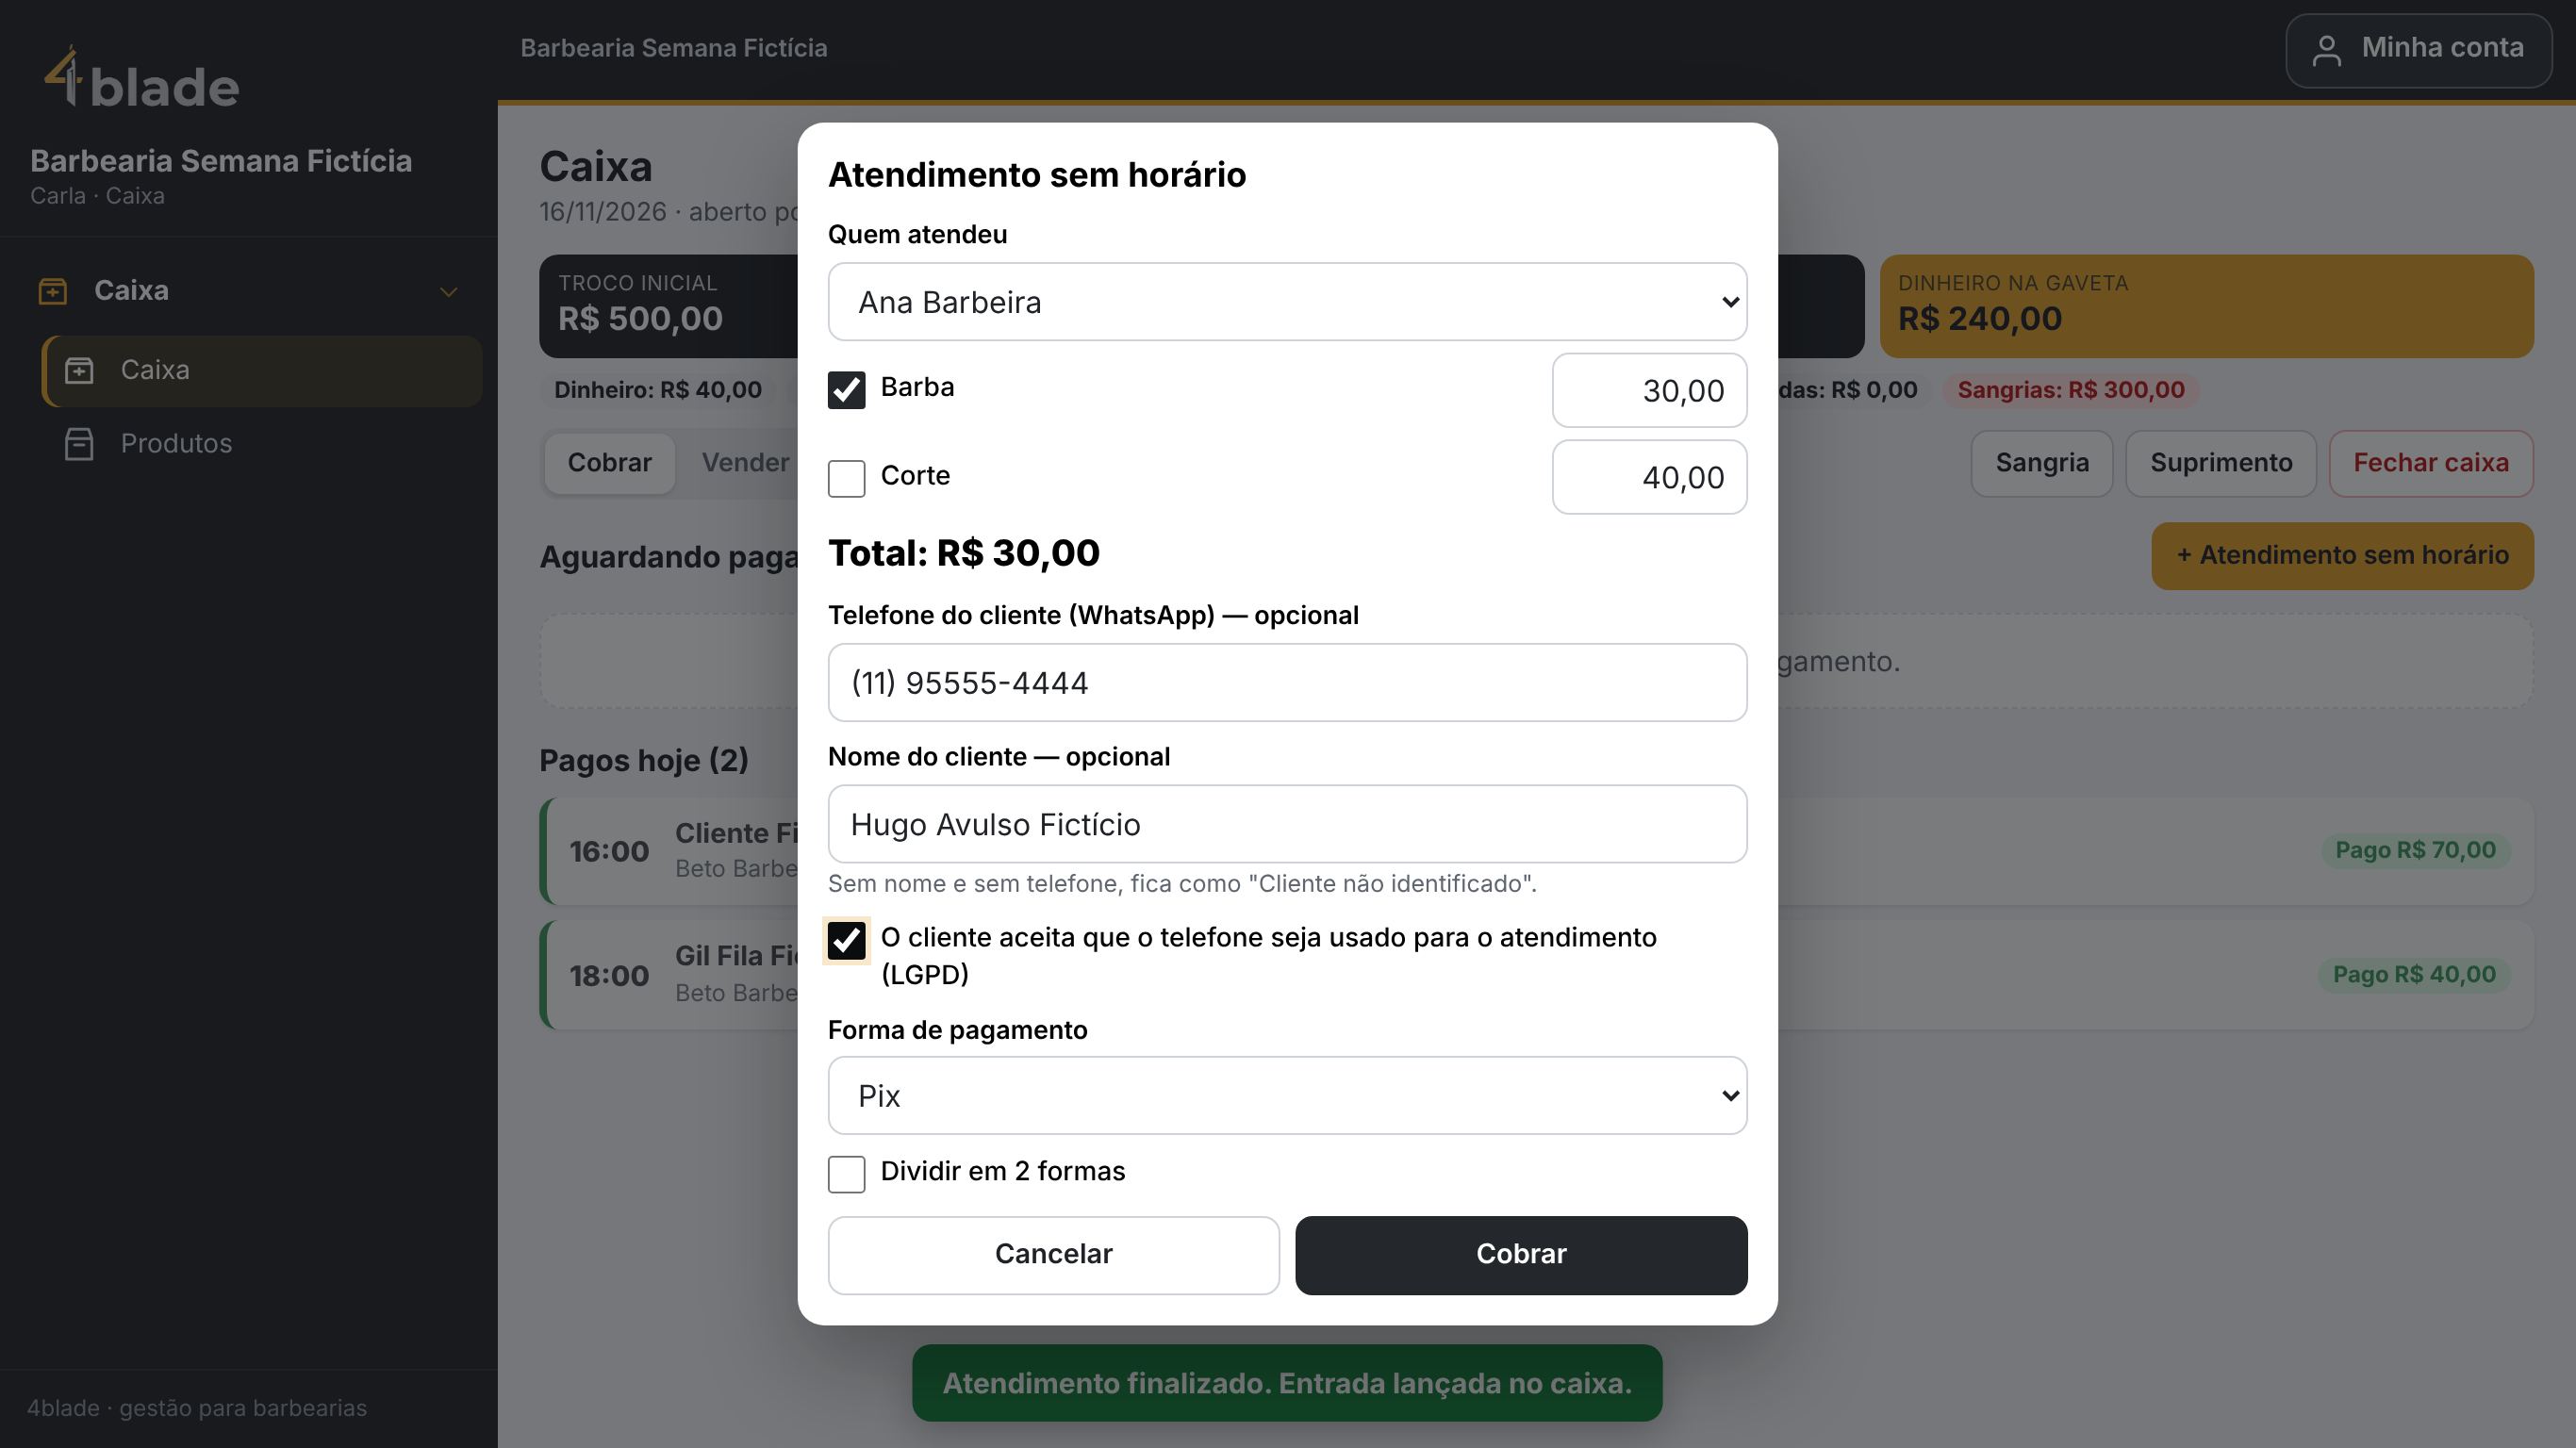 4blade
Barbearia Semana Fictícia
Carla · Caixa
Caixa
Caixa
Produtos
4blade · gestão para barbearias
Barbearia Semana Fictícia
Minha conta
Caixa
16/11/2026 · aberto
TROCO INICIAL
R$ 500,00
DINHEIRO NA GAVETA
R$ 240,00
Dinheiro: R$ 40,00
R$ 0,00
Sangrias: R$ 300,00
Cobrar
Vender
Sangria
Suprimento
Fechar caixa
Aguardando
+ Atendimento sem horário
gamento.
Pagos hoje (2)
16:00
Cliente
Beto
Pago R$ 70,00
18:00
Gil Fila
Beto
Pago R$ 40,00
Atendimento sem horário
Quem atendeu
Ana Barbeira
Barba
30,00
Corte
40,00
Total: R$ 30,00
Telefone do cliente (WhatsApp) — opcional
(11) 95555-4444
Nome do cliente — opcional
Hugo Avulso Fictício
Sem nome e sem telefone, fica como "Cliente não identificado".
O cliente aceita que o telefone seja usado para o atendimento
(LGPD)
Forma de pagamento
Pix
Dividir em 2 formas
Cancelar
Cobrar
Atendimento finalizado. Entrada lançada no caixa.